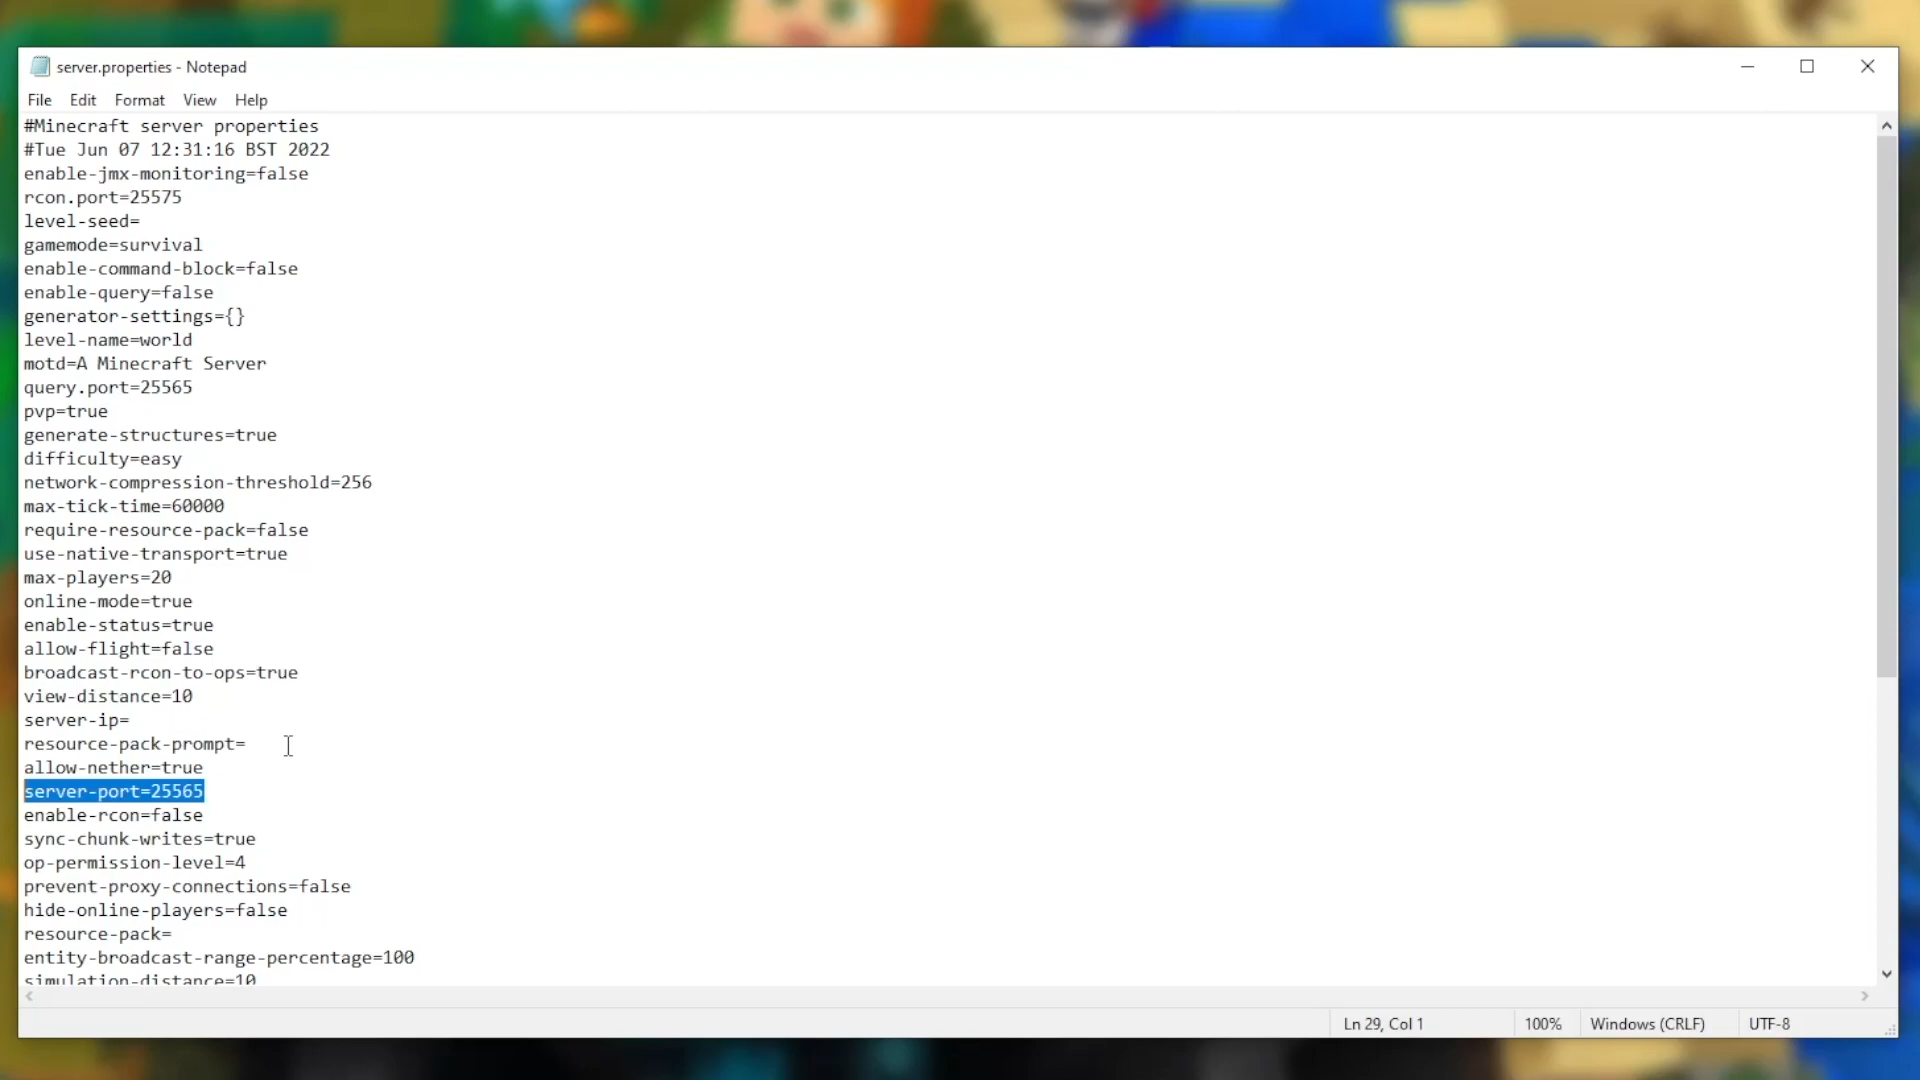 server.properties - Notepad
File Edit Format View Help
#Minecraft server properties
#Tue Jun 07 12:31:16 BST 2022
enable-jmx-monitoring=false
rcon.port=25575
level-seed=
gamemode=survival
enable-command-block=false
enable-query=false
generator-settings={}
level-name=world
motd=A Minecraft Server
query.port=25565
pvp=true
generate-structures=true
difficulty=easy
network-compression-threshold=256
max-tick-time=60000
require-resource-pack=false
use-native-transport=true
max-players=20
online-mode=true
enable-status=true
allow-flight=false
broadcast-rcon-to-ops=true
view-distance=10
server-ip=
resource-pack-prompt=
allow-nether=true
server-port=25565
enable-rcon=false
sync-chunk-writes=true
op-permission-level=4
prevent-proxy-connections=false
hide-online-players=false
resource-pack=
entity-broadcast-range-percentage=100
simulation-distance=10
Ln 29, Col 1 100% Windows (CRLF) UTF-8